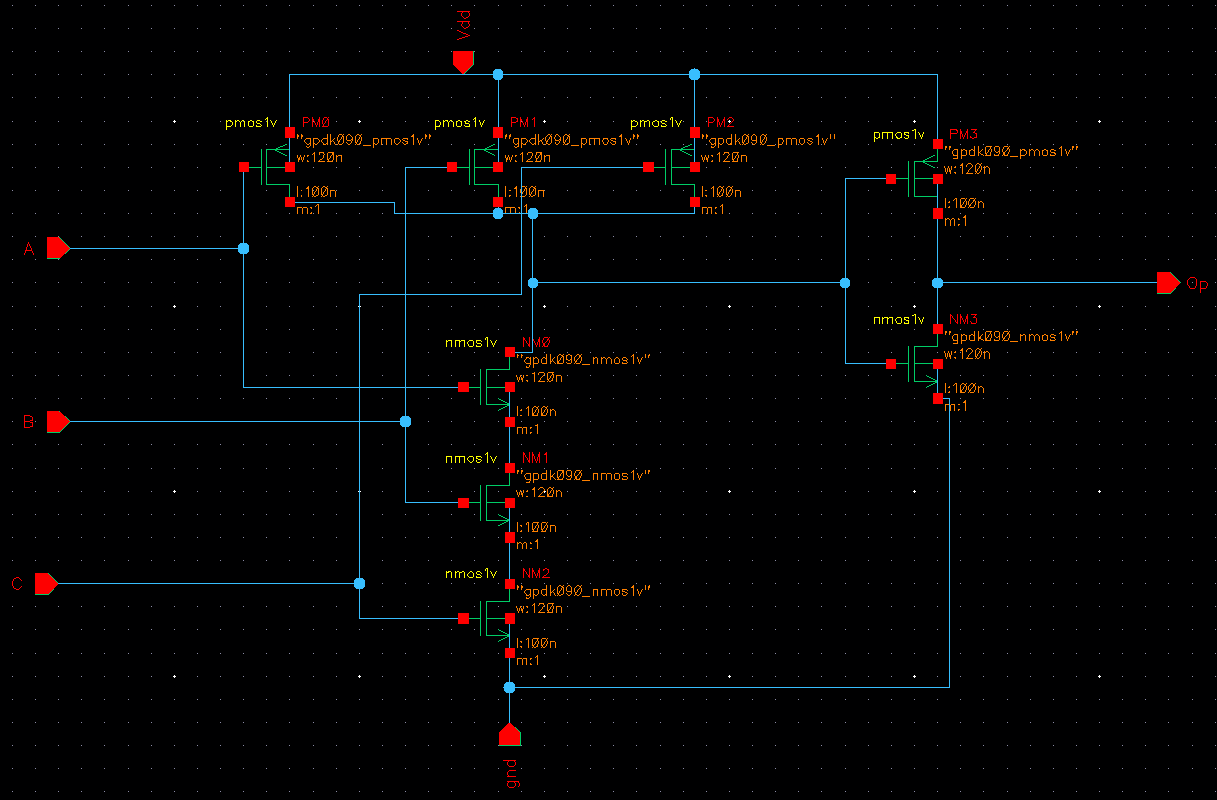 Vdd
pmos1v PM0
"gpdk090_pmos1v"
w:120n
l:100n
m:1
pmos1v PM1
"gpdk090_pmos1v"
w:120n
l:100n
m:1
pmos1v PM2
"gpdk090_pmos1v"
w:120n
l:100n
m:1
pmos1v PM3
"gpdk090_pmos1v"
w:120n
l:100n
m:1
A
Op
nmos1v NM3
"gpdk090_nmos1v"
w:120n
l:100n
m:1
nmos1v NM0
"gpdk090_nmos1v"
w:120n
l:100n
m:1
B
nmos1v NM1
"gpdk090_nmos1v"
w:120n
l:100n
m:1
C
nmos1v NM2
"gpdk090_nmos1v"
w:120n
l:100n
m:1
gnd